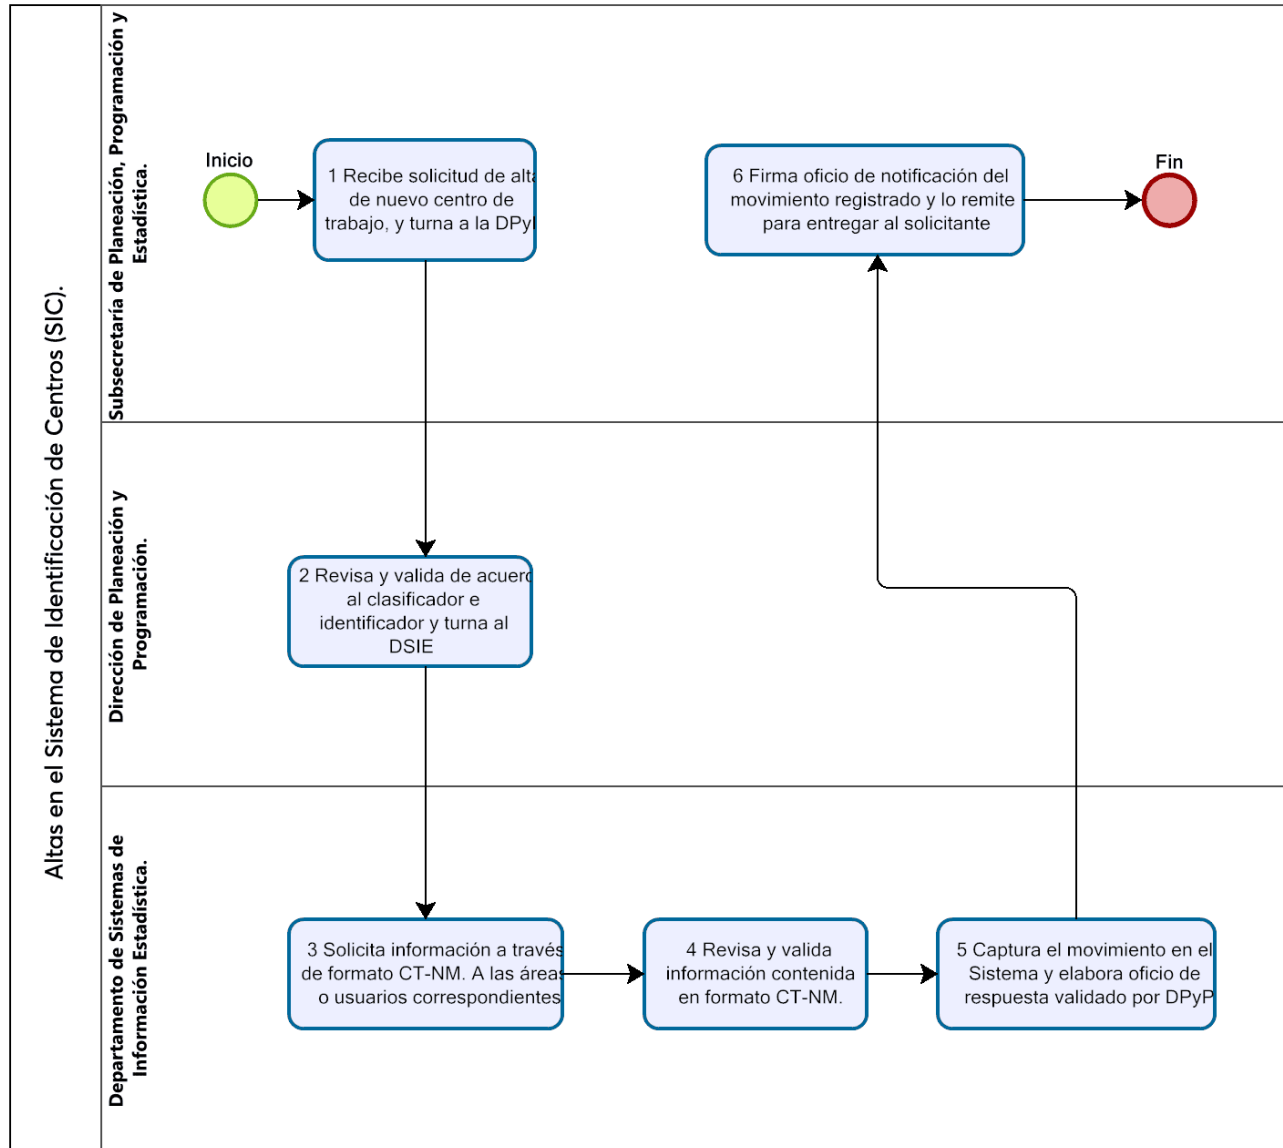 Altas en el Sistema de Identificación de Centros (SIC).
Subsecretaría de Planeación, Programación y
Estadística.
Inicio
1 Recibe solicitud de alta
de nuevo centro de
trabajo, y turna a la
6 Firma oficio de notificación del
movimiento registrado y lo remite
para entregar al solicitante
Fin
Dirección de Planeación y
Programación.
2 Revisa y valida de acuerd
al clasificador e
identificador y turna al
DSIE
Departamento de Sistemas de
Información Estadística.
3 Solicita información a través
de formato CT-NM. A las áreas
o usuarios correspondientes
4 Revisa y valida
información contenida
en formato CT-NM.
5 Captura el movimiento en el
Sistema y elabora oficio de
respuesta validado por DPyP